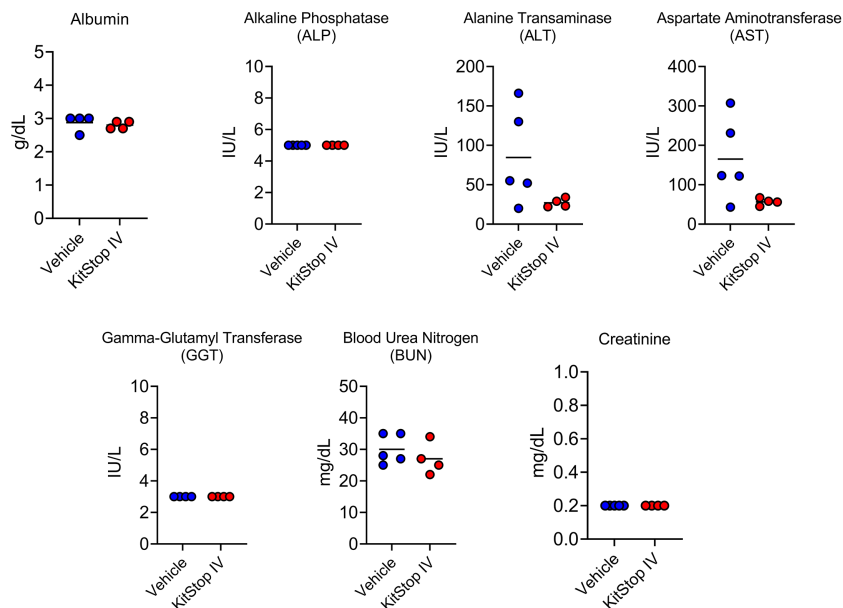 Albumin
5
4
3
2
1
0
g/dL
Vehicle
KitStop IV
Alkaline Phosphatase
(ALP)
10
8
6
4
2
0
IU/L
Vehicle
KitStop IV
Alanine Transaminase
(ALT)
200
150
100
50
0
IU/L
Vehicle
KitStop IV
Aspartate Aminotransferase
(AST)
400
300
200
100
0
IU/L
Vehicle
KitStop IV
Gamma-Glutamyl Transferase
(GGT)
10
8
6
4
2
0
IU/L
Vehicle
KitStop IV
Blood Urea Nitrogen
(BUN)
50
40
30
20
10
0
mg/dL
Vehicle
KitStop IV
Creatinine
1.0
0.8
0.6
0.4
0.2
0.0
mg/dL
Vehicle
KitStop IV